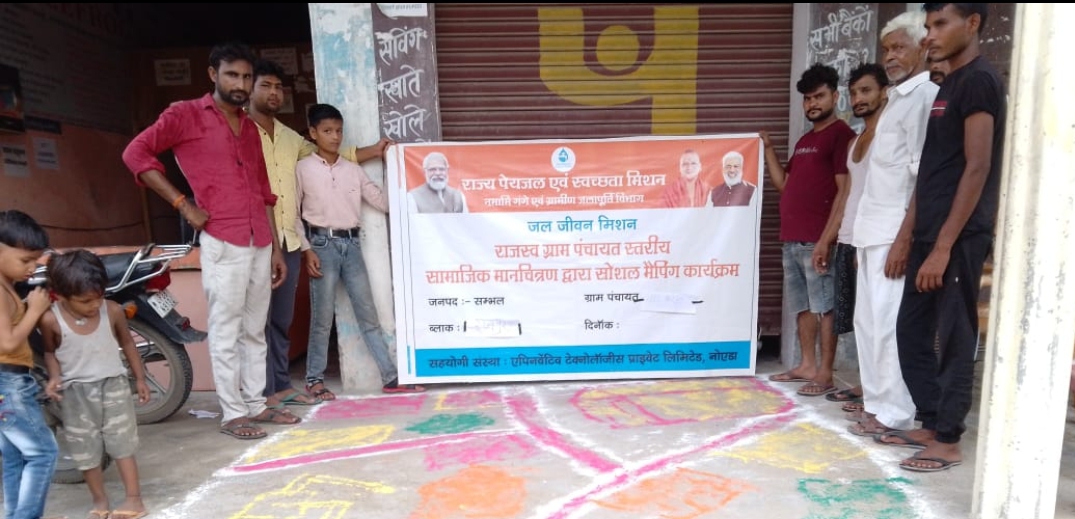 सेविंग
खाते
खोले
सभी बैंकों
राज्य पेयजल एवं स्वच्छता मिशन
नमामि गंगे एवं ग्रामीण जलापूर्ति विभाग
जल जीवन मिशन
राजस्व ग्राम पंचायत स्तरीय
सामाजिक मानचित्रण द्वारा सोशल मैपिंग कार्यक्रम
जनपद :- सम्भल
ग्राम पंचायत
ब्लाक :
दिनॉक :
सहयोगी संस्था : एपिनवेंटिव टेक्नोलॉजीस प्राइवेट लिमिटेड, नोएडा